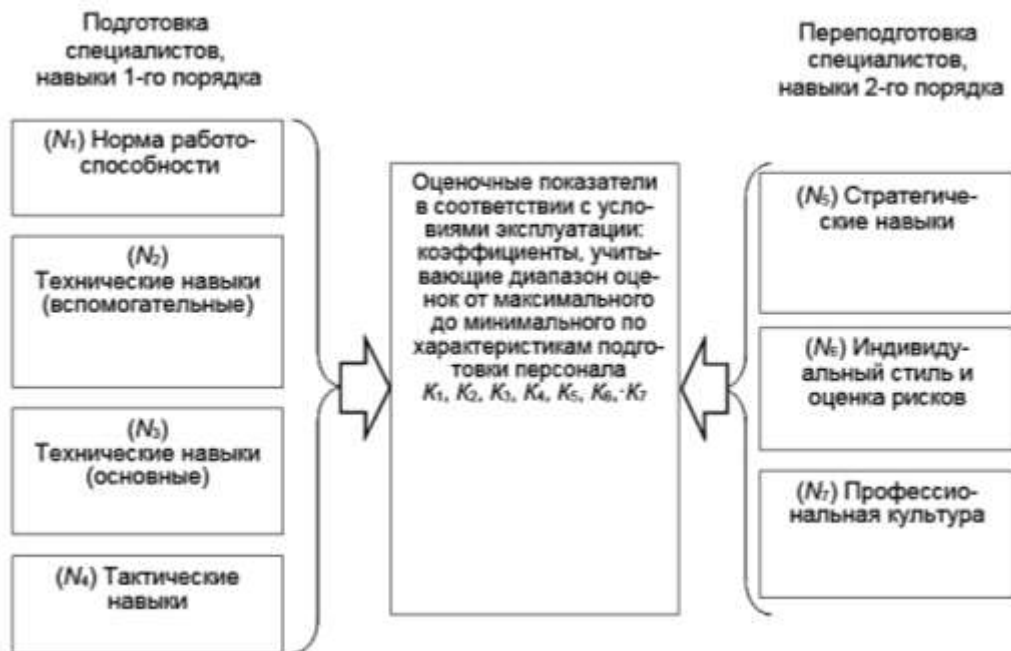 Подготовка
специалистов,
навыки 1-го порядка
(N₁) Норма работо-
способности
(N₂)
Технические навыки
(вспомогательные)
(N₃)
Технические навыки
(основные)
(N₄) Тактические
навыки
Оценочные показатели
в соответствии с усло-
виями эксплуатации:
коэффициенты, учиты-
вающие диапазон оце-
нок от максимального
до минимального по
характеристикам подго-
товки персонала
K₁, K₂, K₃, K₄, K₅, K₆,·K₇
Переподготовка
специалистов,
навыки 2-го порядка
(N₅) Стратегиче-
ские навыки
(N₆) Индивиду-
альный стиль и
оценка рисков
(N₇) Профессио-
нальная культура